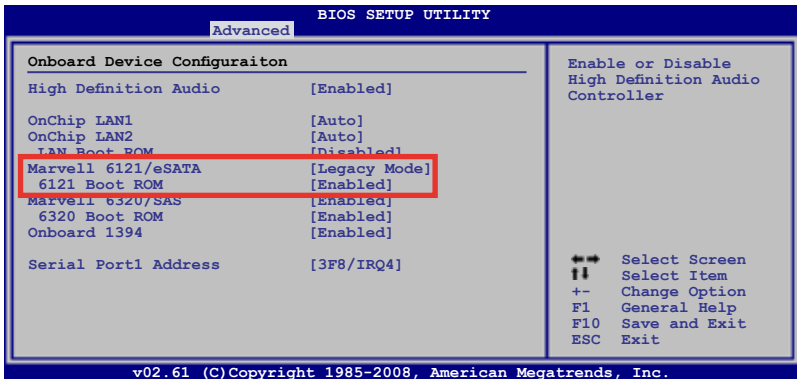 BIOS SETUP UTILITY
Advanced
Onboard Device Configuraiton
High Definition Audio [Enabled]
OnChip LAN1 [Auto]
OnChip LAN2 [Auto]
LAN Boot ROM [Disabled]
Marvell 6121/eSATA [Legacy Mode]
6121 Boot ROM [Enabled]
Marvell 6320/SAS [Enabled]
6320 Boot ROM [Enabled]
Onboard 1394 [Enabled]
Serial Port1 Address [3F8/IRQ4]
Enable or Disable
High Definition Audio
Controller
Select Screen
Select Item
+- Change Option
F1 General Help
F10 Save and Exit
ESC Exit
v02.61 (C)Copyright 1985-2008, American Megatrends, Inc.